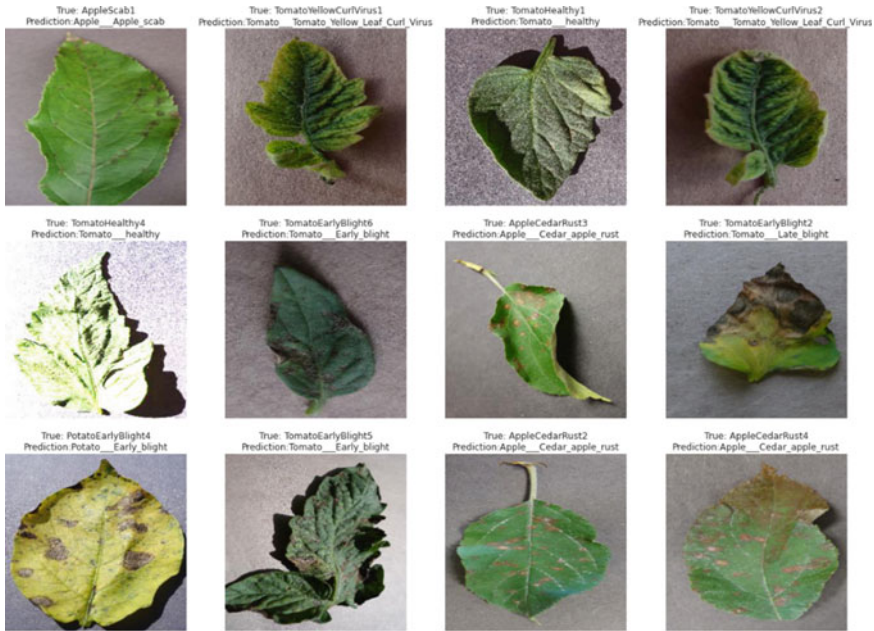 True: AppleScab1
Prediction:Apple___Apple_scab
True: TomatoYellowCurlVirus1
Prediction:Tomato___Tomato_Yellow_Leaf_Curl_Virus
True: TomatoHealthy1
Prediction:Tomato___healthy
True: TomatoYellowCurlVirus2
Prediction:Tomato___Tomato_Yellow_Leaf_Curl_Virus
True: TomatoHealthy4
Prediction:Tomato___healthy
True: TomatoEarlyBlight6
Prediction:Tomato___Early_blight
True: AppleCedarRust3
Prediction:Apple___Cedar_apple_rust
True: TomatoEarlyBlight2
Prediction:Tomato___Late_blight
True: PotatoEarlyBlight4
Prediction:Potato___Early_blight
True: TomatoEarlyBlight5
Prediction:Tomato___Early_blight
True: AppleCedarRust2
Prediction:Apple___Cedar_apple_rust
True: AppleCedarRust4
Prediction:Apple___Cedar_apple_rust